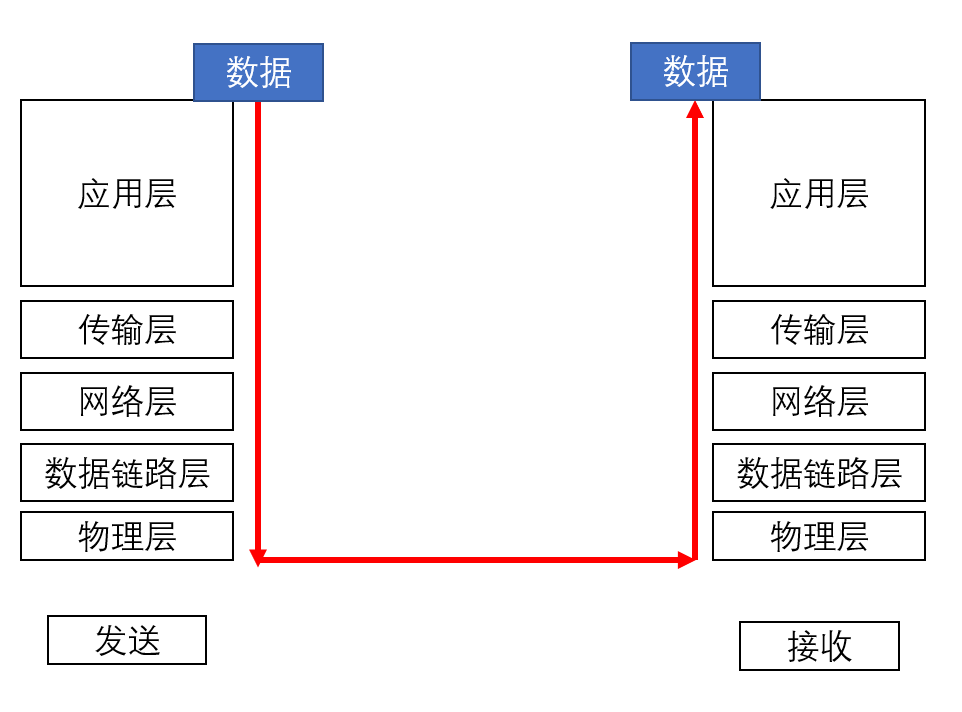 数据
数据
应用层
应用层
传输层
传输层
网络层
网络层
数据链路层
数据链路层
物理层
物理层
发送
接收